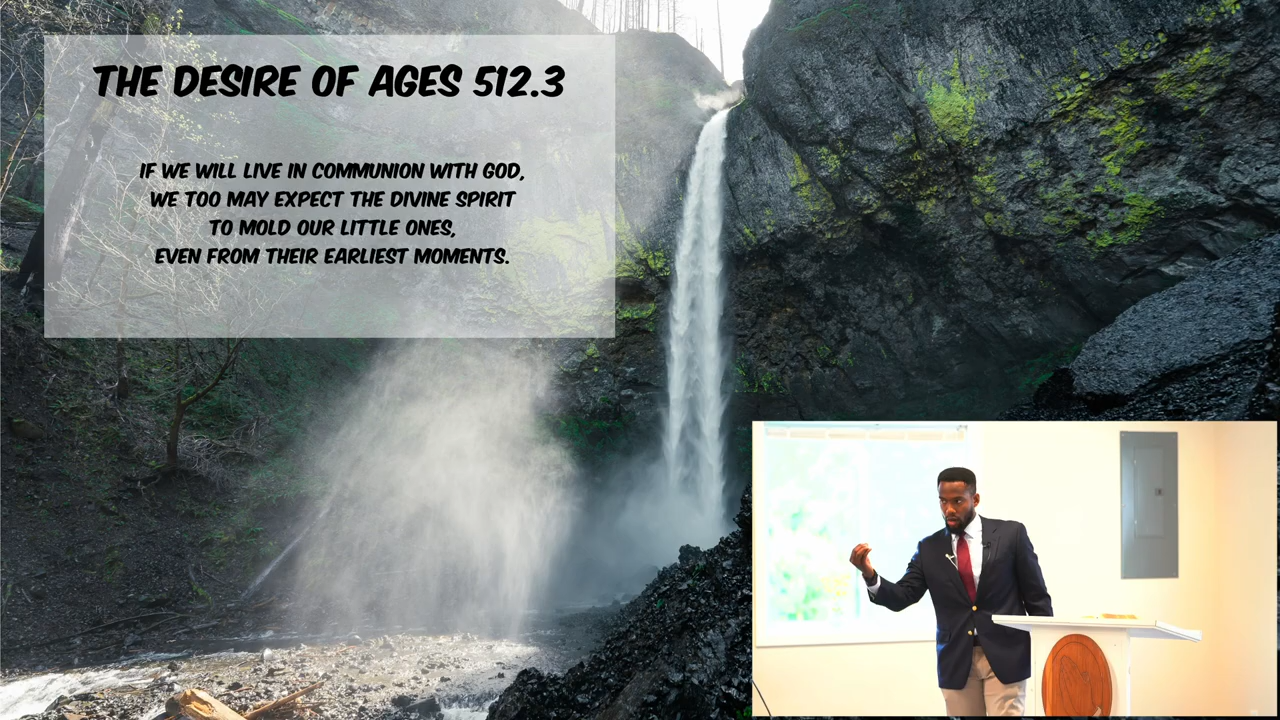 THE DESIRE OF AGES 512.3
IF WE WILL LIVE IN COMMUNION WITH GOD,
WE TOO MAY EXPECT THE DIVINE SPIRIT
TO MOLD OUR LITTLE ONES,
EVEN FROM THEIR EARLIEST MOMENTS.